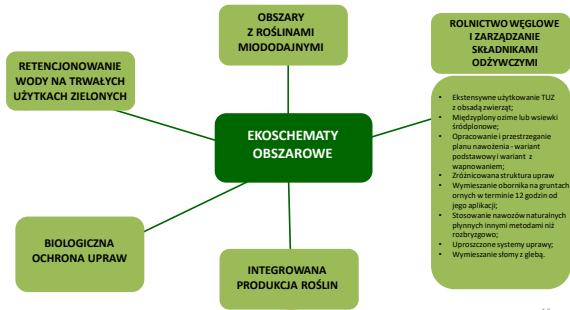 OBSZARY
Z ROŚLINAMI
MIODODAJNYMI
ROLNICTWO WĘGLOWE
I ZARZĄDZANIE
SKŁADNIKAMI
ODŻYWCZYMI
RETENCJONOWANIE
WODY NA TRWAŁYCH
UŻYTKACH ZIELONYCH
EKOSCHEMATY
OBSZAROWE
• Ekstensywne użytkowanie TUZ
z obsadą zwierząt;
• Międzyplony ozime lub wsiewki
śródplonowe;
• Opracowanie i przestrzeganie
planu nawożenia - wariant
podstawowy i wariant z
wapnowaniem;
• Zróżnicowana struktura upraw
• Wymieszanie obornika na gruntach
ornych w terminie 12 godzin od
jego aplikacji;
• Stosowanie nawozów naturalnych
płynnych innymi metodami niż
rozbryzgowo;
• Uproszczone systemy uprawy;
• Wymieszanie słomy z glebą.
BIOLOGICZNA
OCHRONA UPRAW
INTEGROWANA
PRODUKCJA ROŚLIN